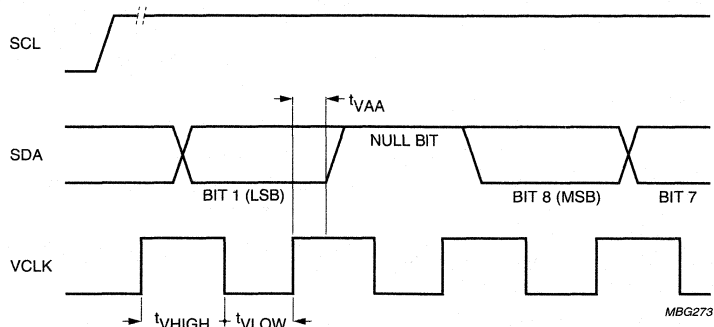 SCL
tVAA
SDA
NULL BIT
BIT 1 (LSB)
BIT 8 (MSB)
BIT 7
VCLK
tVHIGH
tVLOW
MBG273